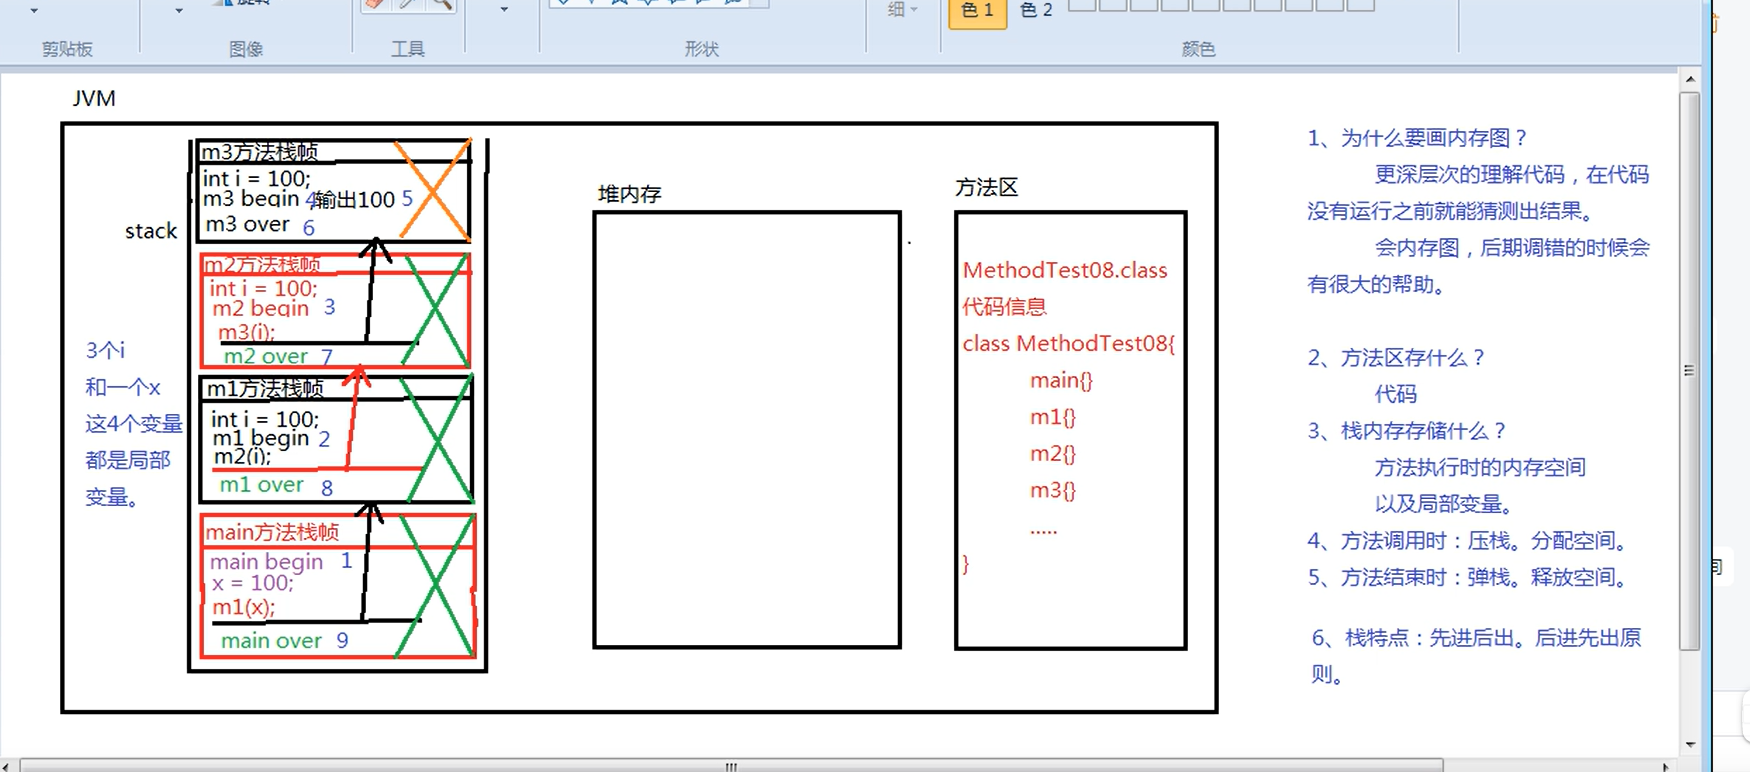 剪贴板
图像
工具
形状
细
色 1
色 2
颜色
JVM
stack
m3方法栈帧
int i = 100;
m3 begin 4
输出100 5
m3 over 6
m2方法栈帧
int i = 100;
m2 begin 3
m3(i);
m2 over 7
m1方法栈帧
int i = 100;
m1 begin 2
m2(i);
m1 over 8
main方法栈帧
main begin 1
x = 100;
m1(x);
main over 9
3个i
和一个x
这4个变量
都是局部
变量。
堆内存
方法区
MethodTest08.class
代码信息
class MethodTest08{
main{}
m1{}
m2{}
m3{}
.....
}
1、为什么要画内存图？
更深层次的理解代码，在代码
没有运行之前就能猜测出结果。
会内存图，后期调错的时候会
有很大的帮助。
2、方法区存什么？
代码
3、栈内存存储什么？
方法执行时的内存空间
以及局部变量。
4、方法调用时：压栈。分配空间。
5、方法结束时：弹栈。释放空间。
6、栈特点：先进后出。后进先出原
则。